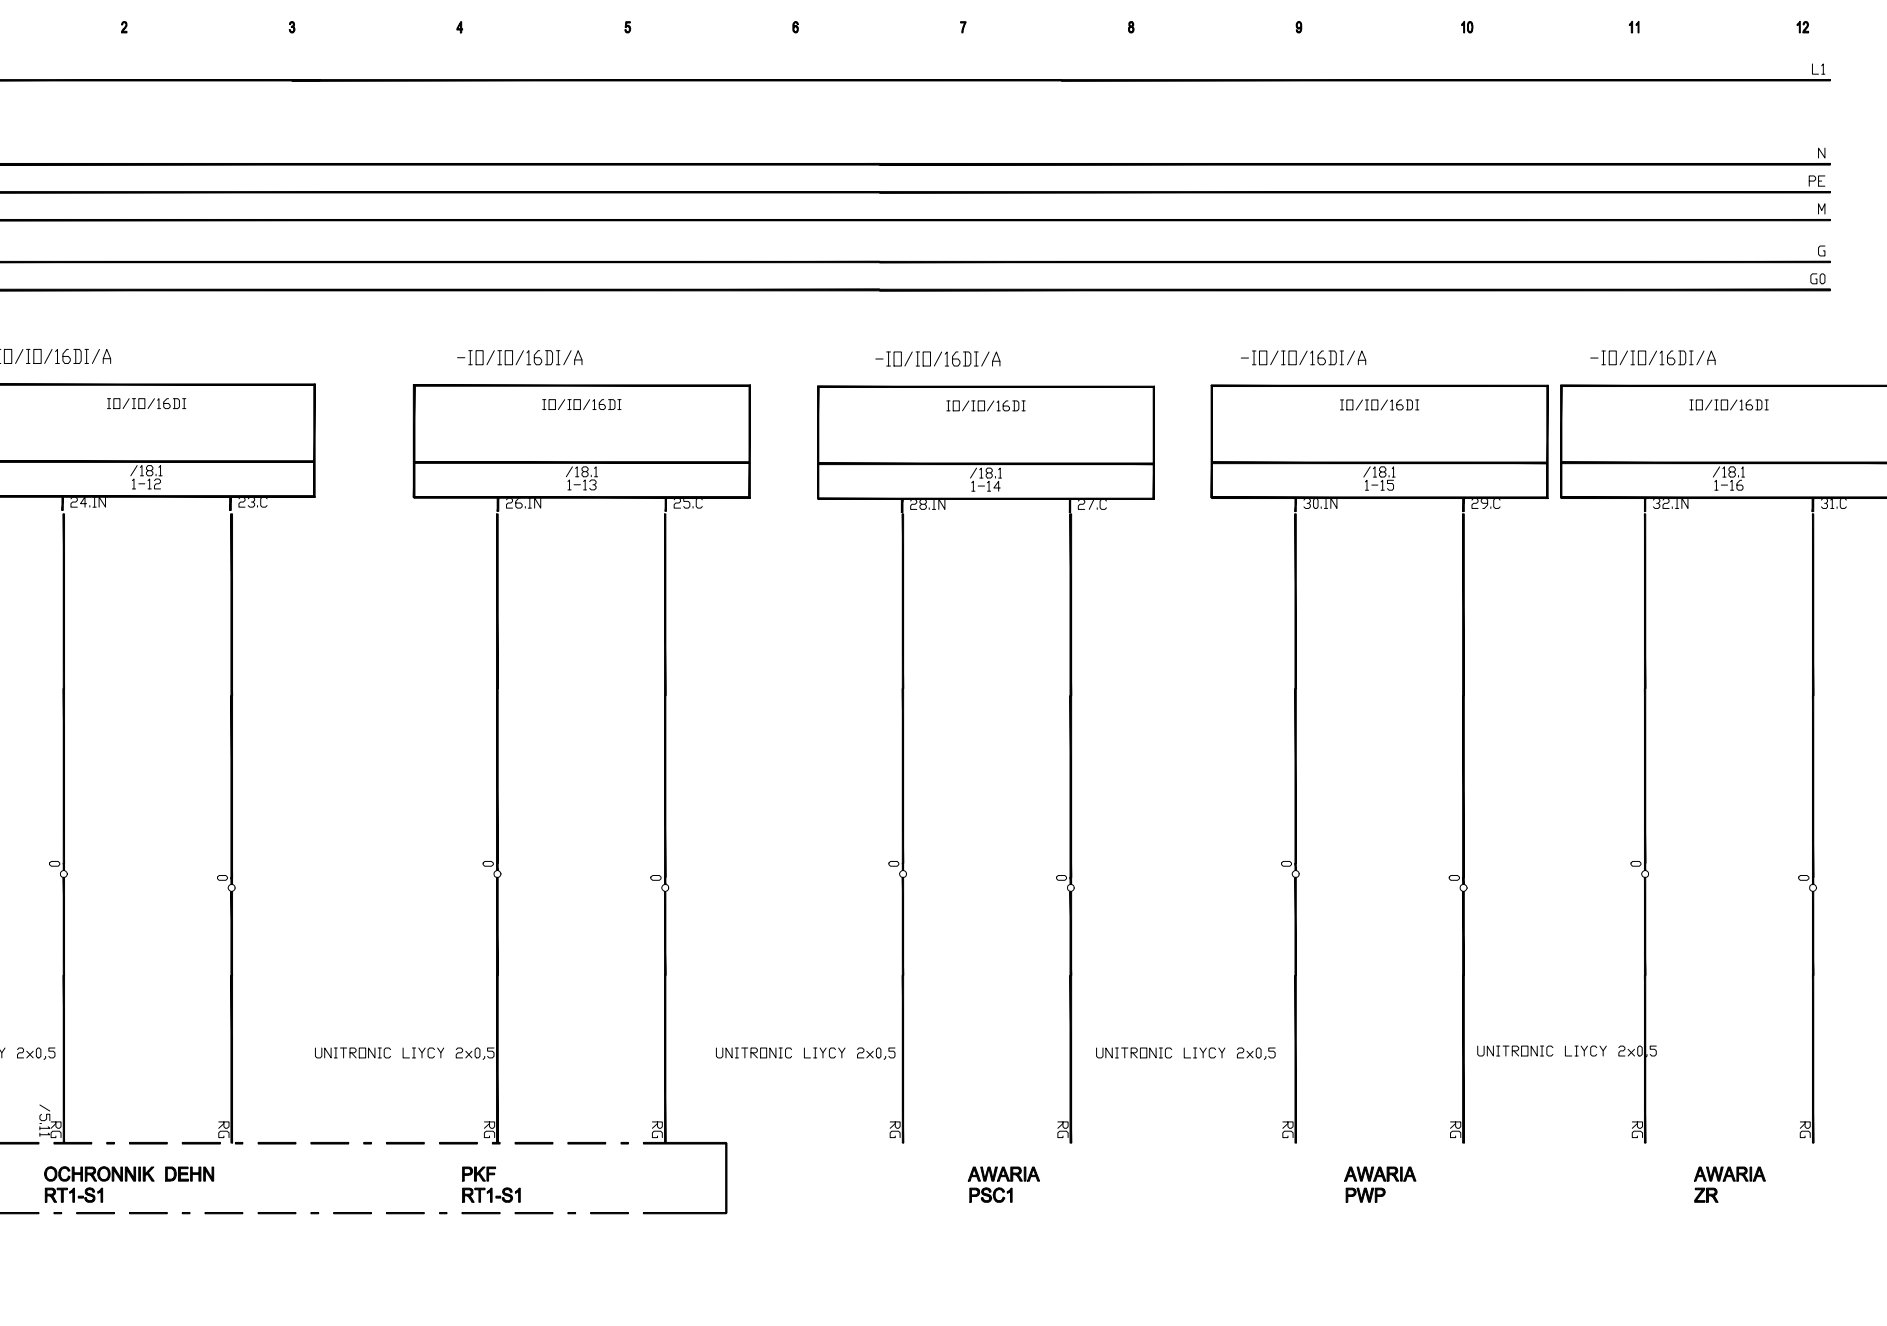 2 3 4 5 6 7 8 9 10 11 12
L1
N
PE
M
G
G0
IO/IO/16DI/A -IO/IO/16DI/A -IO/IO/16DI/A -IO/IO/16DI/A -IO/IO/16DI/A
IO/IO/16DI IO/IO/16DI IO/IO/16DI IO/IO/16DI IO/IO/16DI
/18.1 /18.1 /18.1 /18.1 /18.1
1-12 1-13 1-14 1-15 1-16
24.IN 23.C 26.IN 25.C 28.IN 27.C 30.IN 29.C 32.IN 31.C
0 0 0 0 0 0 0 0 0 0
Y 2x0,5 UNITRONIC LIYCY 2x0,5 UNITRONIC LIYCY 2x0,5 UNITRONIC LIYCY 2x0,5 UNITRONIC LIYCY 2x0,5
/5.11 RG RG RG RG RG RG RG RG RG RG
OCHRONNIK DEHN PKF AWARIA AWARIA AWARIA
RT1-S1 RT1-S1 PSC1 PWP ZR